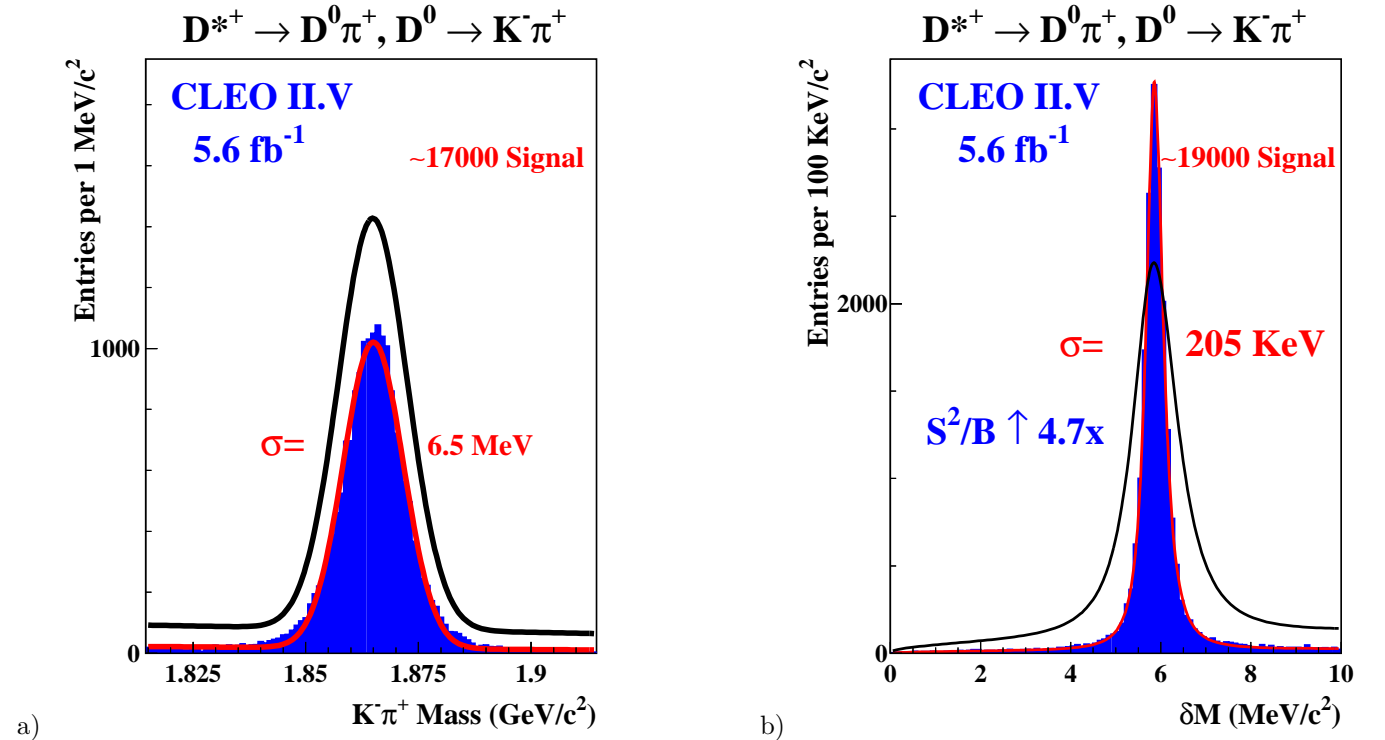 D*⁺ → D⁰π⁺, D⁰ → K⁻π⁺
Entries per 1 MeV/c²
CLEO II.V
5.6 fb⁻¹
~17000 Signal
1000
σ=
6.5 MeV
0
1.825 1.85 1.875 1.9
K⁻π⁺ Mass (GeV/c²)
a)
D*⁺ → D⁰π⁺, D⁰ → K⁻π⁺
Entries per 100 KeV/c²
CLEO II.V
5.6 fb⁻¹
~19000 Signal
2000
σ= 205 KeV
S²/B ↑ 4.7x
0
0 2 4 6 8 10
δM (MeV/c²)
b)